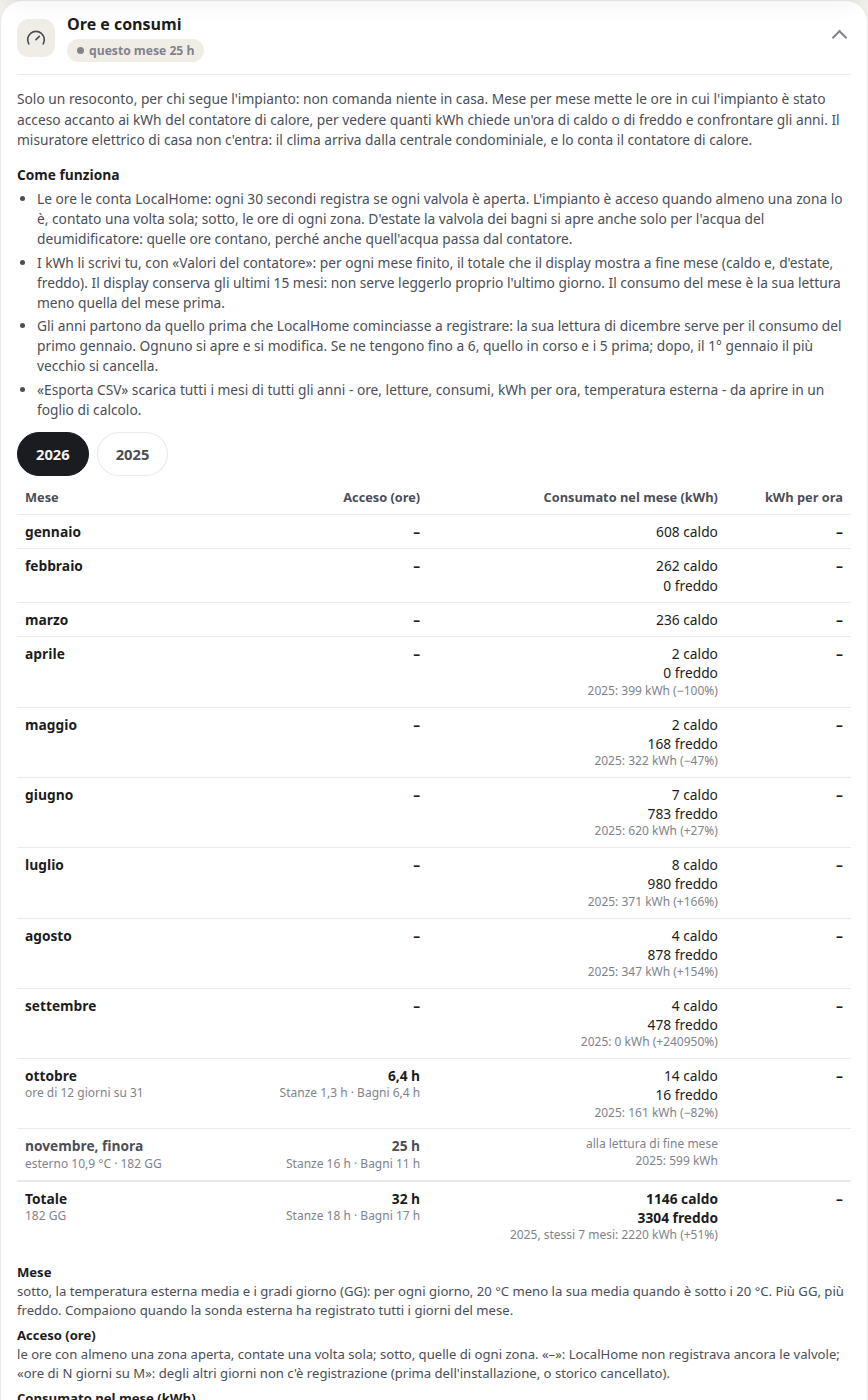 Ore e consumi
questo mese 25 h
Solo un resoconto, per chi segue l'impianto: non comanda niente in casa. Mese per mese mette le ore in cui l'impianto è stato
acceso accanto ai kWh del contatore di calore, per vedere quanti kWh chiede un'ora di caldo o di freddo e confrontare gli anni. Il
misuratore elettrico di casa non c'entra: il clima arriva dalla centrale condominiale, e lo conta il contatore di calore.
Come funziona
• Le ore le conta LocalHome: ogni 30 secondi registra se ogni valvola è aperta. L'impianto è acceso quando almeno una zona lo
è, contato una volta sola; sotto, le ore di ogni zona. D'estate la valvola dei bagni si apre anche solo per l'acqua del
deumidificatore: quelle ore contano, perché anche quell'acqua passa dal contatore.
• I kWh li scrivi tu, con «Valori del contatore»: per ogni mese finito, il totale che il display mostra a fine mese (caldo e, d'estate,
freddo). Il display conserva gli ultimi 15 mesi: non serve leggerlo proprio l'ultimo giorno. Il consumo del mese è la sua lettura
meno quella del mese prima.
• Gli anni partono da quello prima che LocalHome cominciasse a registrare: la sua lettura di dicembre serve per il consumo del
primo gennaio. Ognuno si apre e si modifica. Se ne tengono fino a 6, quello in corso e i 5 prima; dopo, il 1° gennaio il più
vecchio si cancella.
• «Esporta CSV» scarica tutti i mesi di tutti gli anni - ore, letture, consumi, kWh per ora, temperatura esterna - da aprire in un
foglio di calcolo.
2026 2025
Mese Acceso (ore) Consumato nel mese (kWh) kWh per ora
gennaio – 608 caldo –
febbraio – 262 caldo –
0 freddo
marzo – 236 caldo –
aprile – 2 caldo –
0 freddo
2025: 399 kWh (−100%)
maggio – 2 caldo –
168 freddo
2025: 322 kWh (−47%)
giugno – 7 caldo –
783 freddo
2025: 620 kWh (+27%)
luglio – 8 caldo –
980 freddo
2025: 371 kWh (+166%)
agosto – 4 caldo –
878 freddo
2025: 347 kWh (+154%)
settembre – 4 caldo –
478 freddo
2025: 0 kWh (+240950%)
ottobre 6,4 h 14 caldo –
ore di 12 giorni su 31 Stanze 1,3 h · Bagni 6,4 h 16 freddo
2025: 161 kWh (−82%)
novembre, finora 25 h alla lettura di fine mese
esterno 10,9 °C · 182 GG Stanze 16 h · Bagni 11 h 2025: 599 kWh
Totale 32 h 1146 caldo –
182 GG Stanze 18 h · Bagni 17 h 3304 freddo
2025, stessi 7 mesi: 2220 kWh (+51%)
Mese
sotto, la temperatura esterna media e i gradi giorno (GG): per ogni giorno, 20 °C meno la sua media quando è sotto i 20 °C. Più GG, più
freddo. Compaiono quando la sonda esterna ha registrato tutti i giorni del mese.
Acceso (ore)
le ore con almeno una zona aperta, contate una volta sola; sotto, quelle di ogni zona. «–»: LocalHome non registrava ancora le valvole;
«ore di N giorni su M»: degli altri giorni non c'è registrazione (prima dell'installazione, o storico cancellato).
Consumato nel mese (kWh)